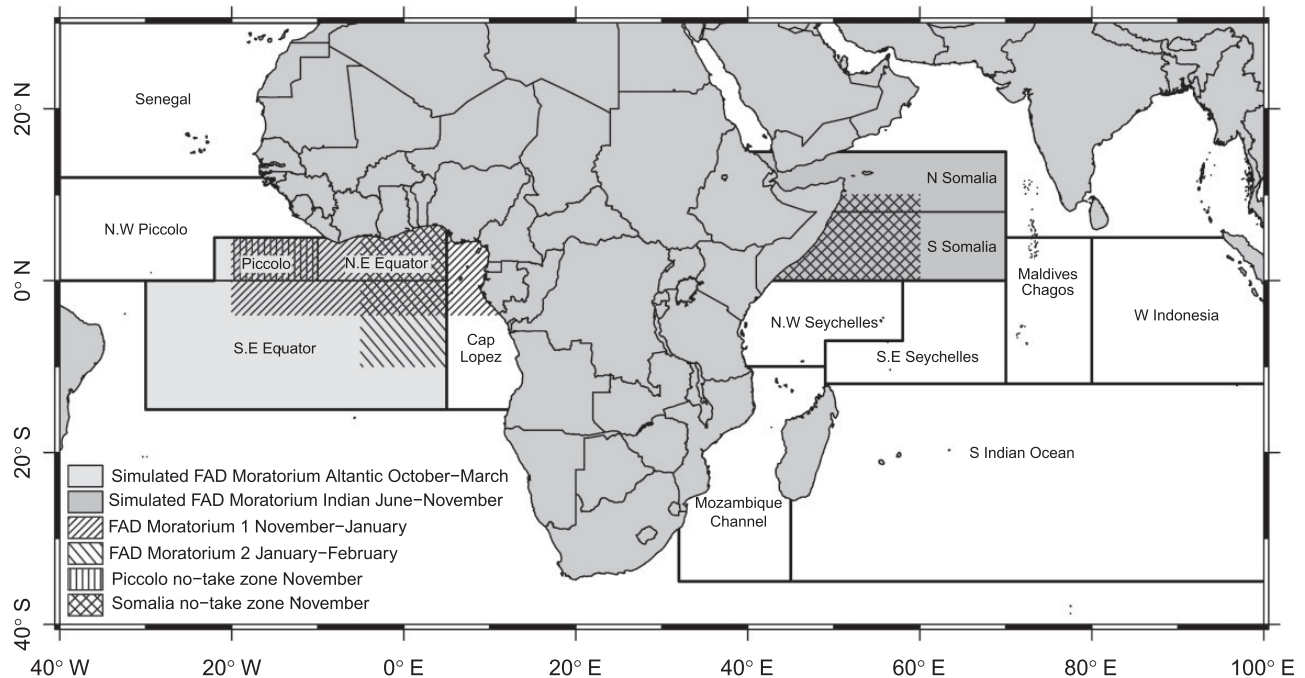 20° N
0° N
20° S
40° S
Senegal
N.W Piccolo
Piccolo
N.E Equator
S.E Equator
Cap
Lopez
N Somalia
S Somalia
Maldives
Chagos
W Indonesia
N.W Seychelles
S.E Seychelles
S Indian Ocean
Mozambique
Channel
Simulated FAD Moratorium Altantic October−March
Simulated FAD Moratorium Indian June−November
FAD Moratorium 1 November−January
FAD Moratorium 2 January−February
Piccolo no−take zone November
Somalia no−take zone November
40° W
20° W
0° E
20° E
40° E
60° E
80° E
100° E